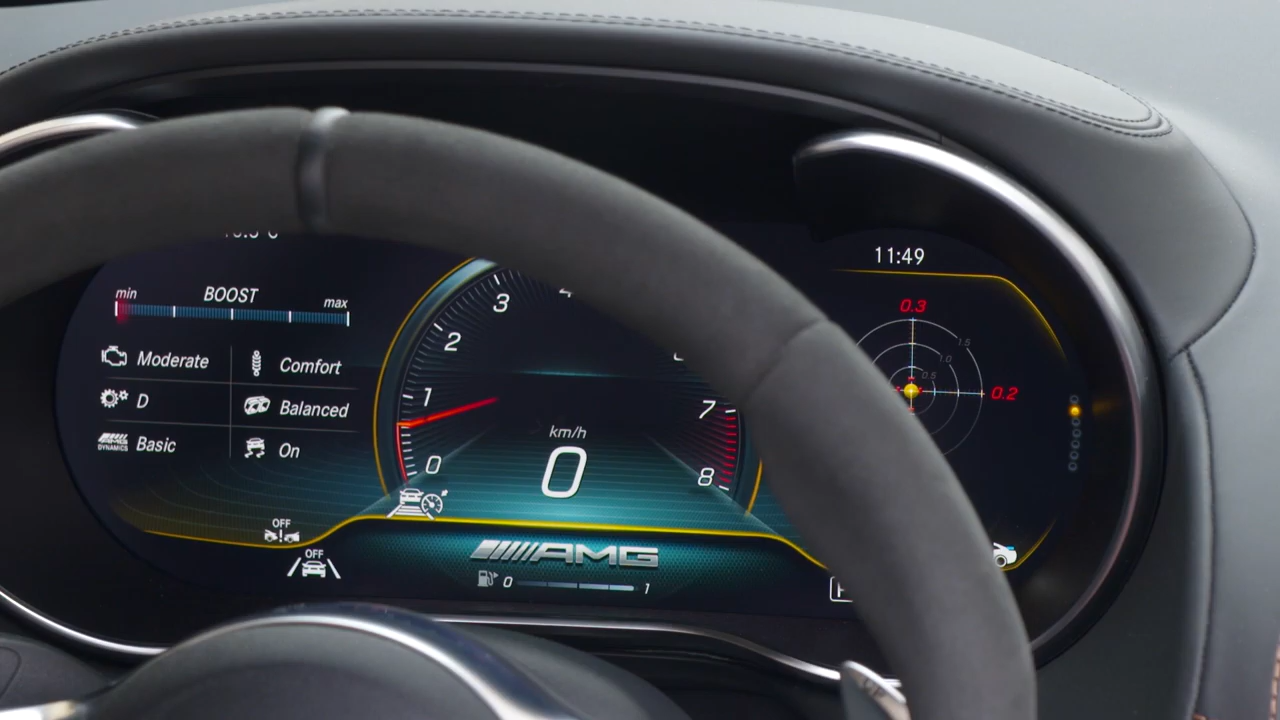 11:49
min BOOST max
Moderate
Comfort
D
Balanced
DYNAMICS
Basic
On
0
1
2
3
4
7
8
km/h
0
0.3
0.2
1.5
1.0
0.5
OFF
OFF
AMG
0 1